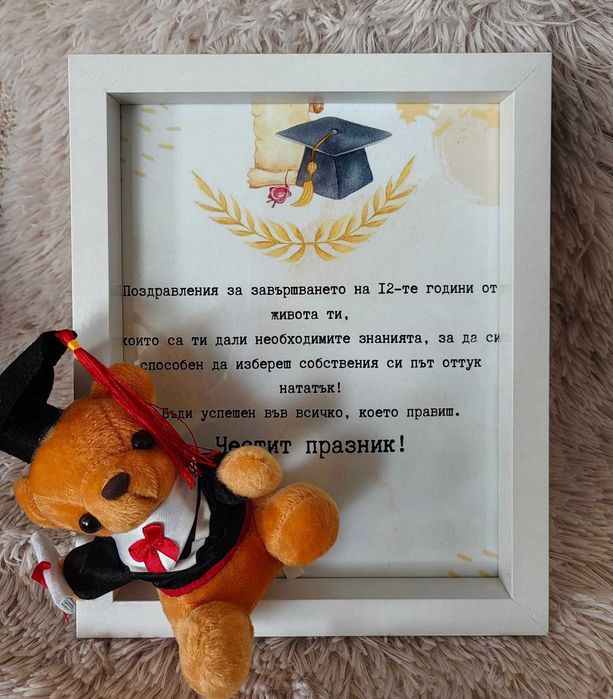 Поздравления за завършването на 12-те години от
живота ти,
които са ти дали необходимите знанията, за да си
способен да избереш собствения си път оттук
нататък!
Бъди успешен във всичко, което правиш.
Честит празник!